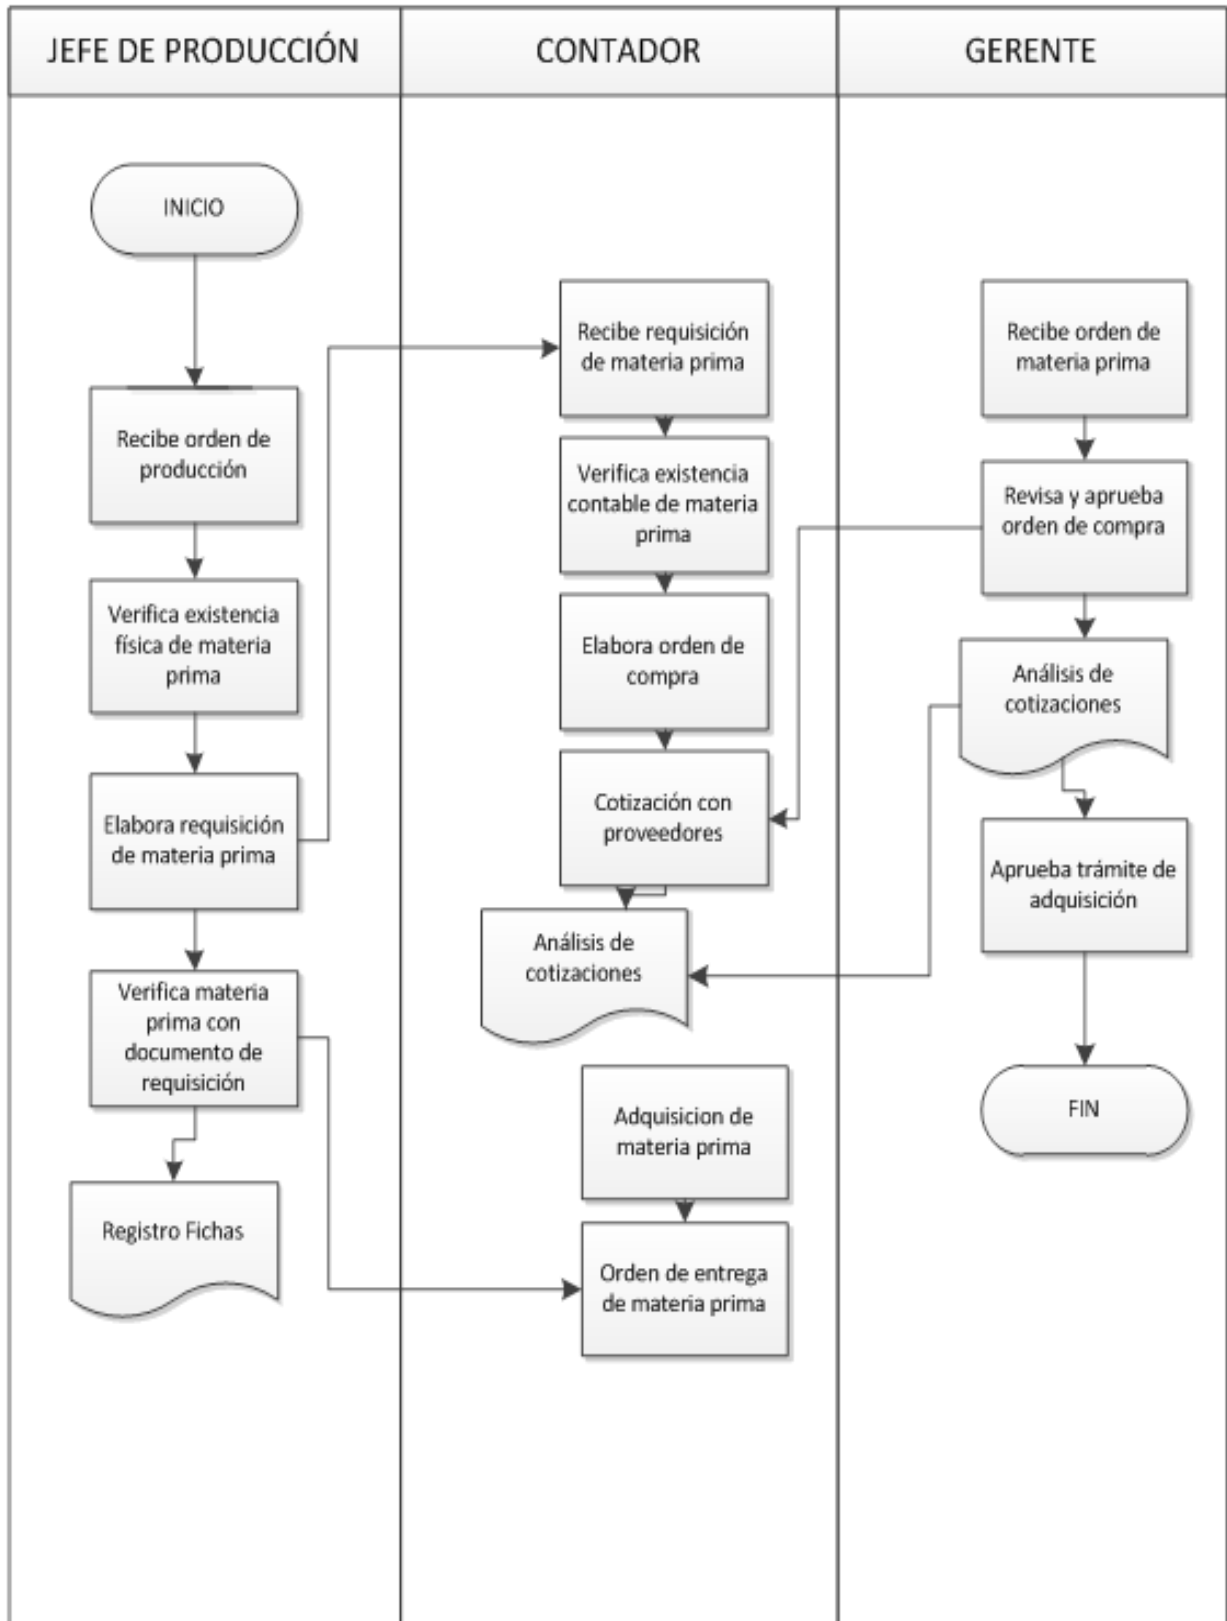 JEFE DE PRODUCCIÓN
CONTADOR
GERENTE
INICIO
Recibe orden de
producción
Verifica existencia
física de materia
prima
Elabora requisición
de materia prima
Verifica materia
prima con
documento de
requisición
Registro Fichas
Recibe requisición
de materia prima
Verifica existencia
contable de materia
prima
Elabora orden de
compra
Cotización con
proveedores
Análisis de
cotizaciones
Adquisicion de
materia prima
Orden de entrega
de materia prima
Recibe orden de
materia prima
Revisa y aprueba
orden de compra
Análisis de
cotizaciones
Aprueba trámite de
adquisición
FIN